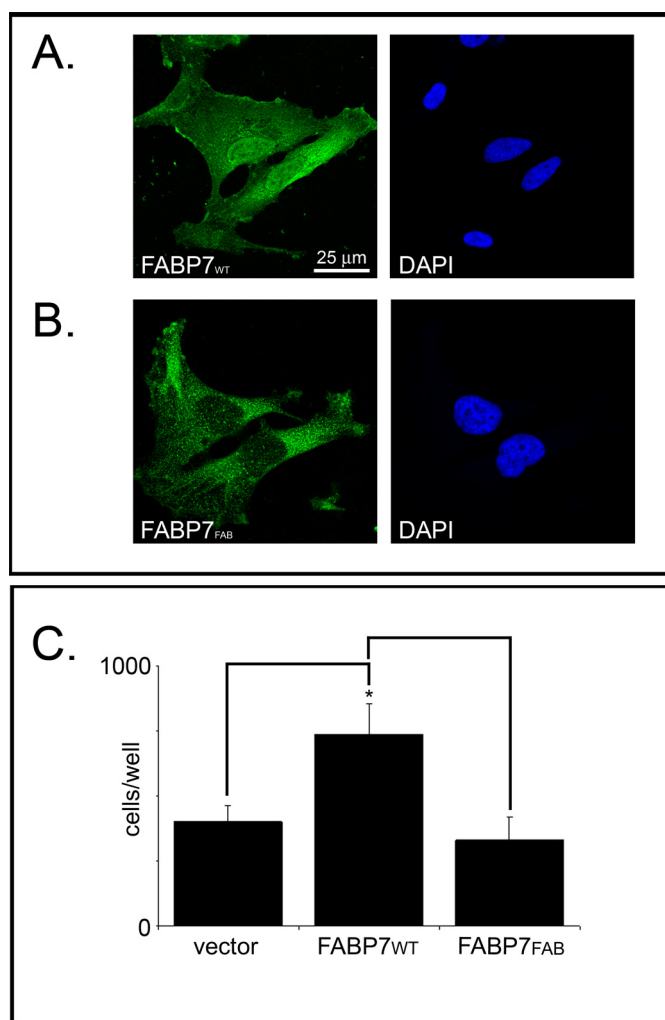 A.
FABP7WT
25 μm
DAPI
B.
FABP7FAB
DAPI
C.
1000
cells/well
*
0
vector
FABP7WT
FABP7FAB